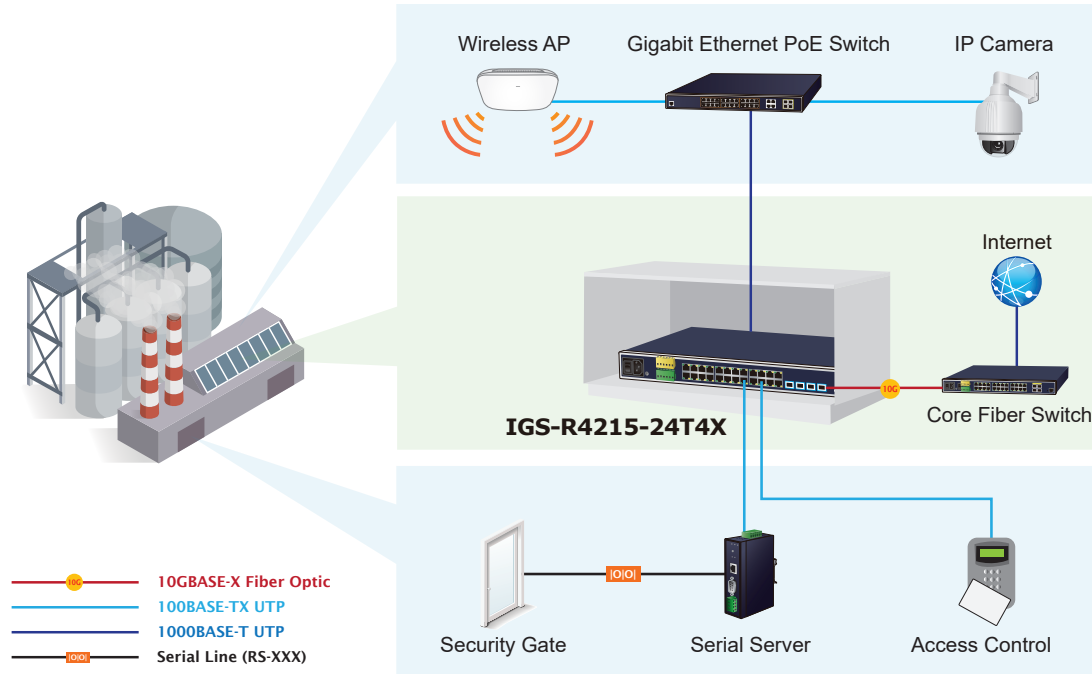 Wireless AP
Gigabit Ethernet PoE Switch
IP Camera
Internet
10G
Core Fiber Switch
IGS-R4215-24T4X
|O|O|
Security Gate
Serial Server
Access Control
10G
10GBASE-X Fiber Optic
100BASE-TX UTP
1000BASE-T UTP
|O|O|
Serial Line (RS-XXX)